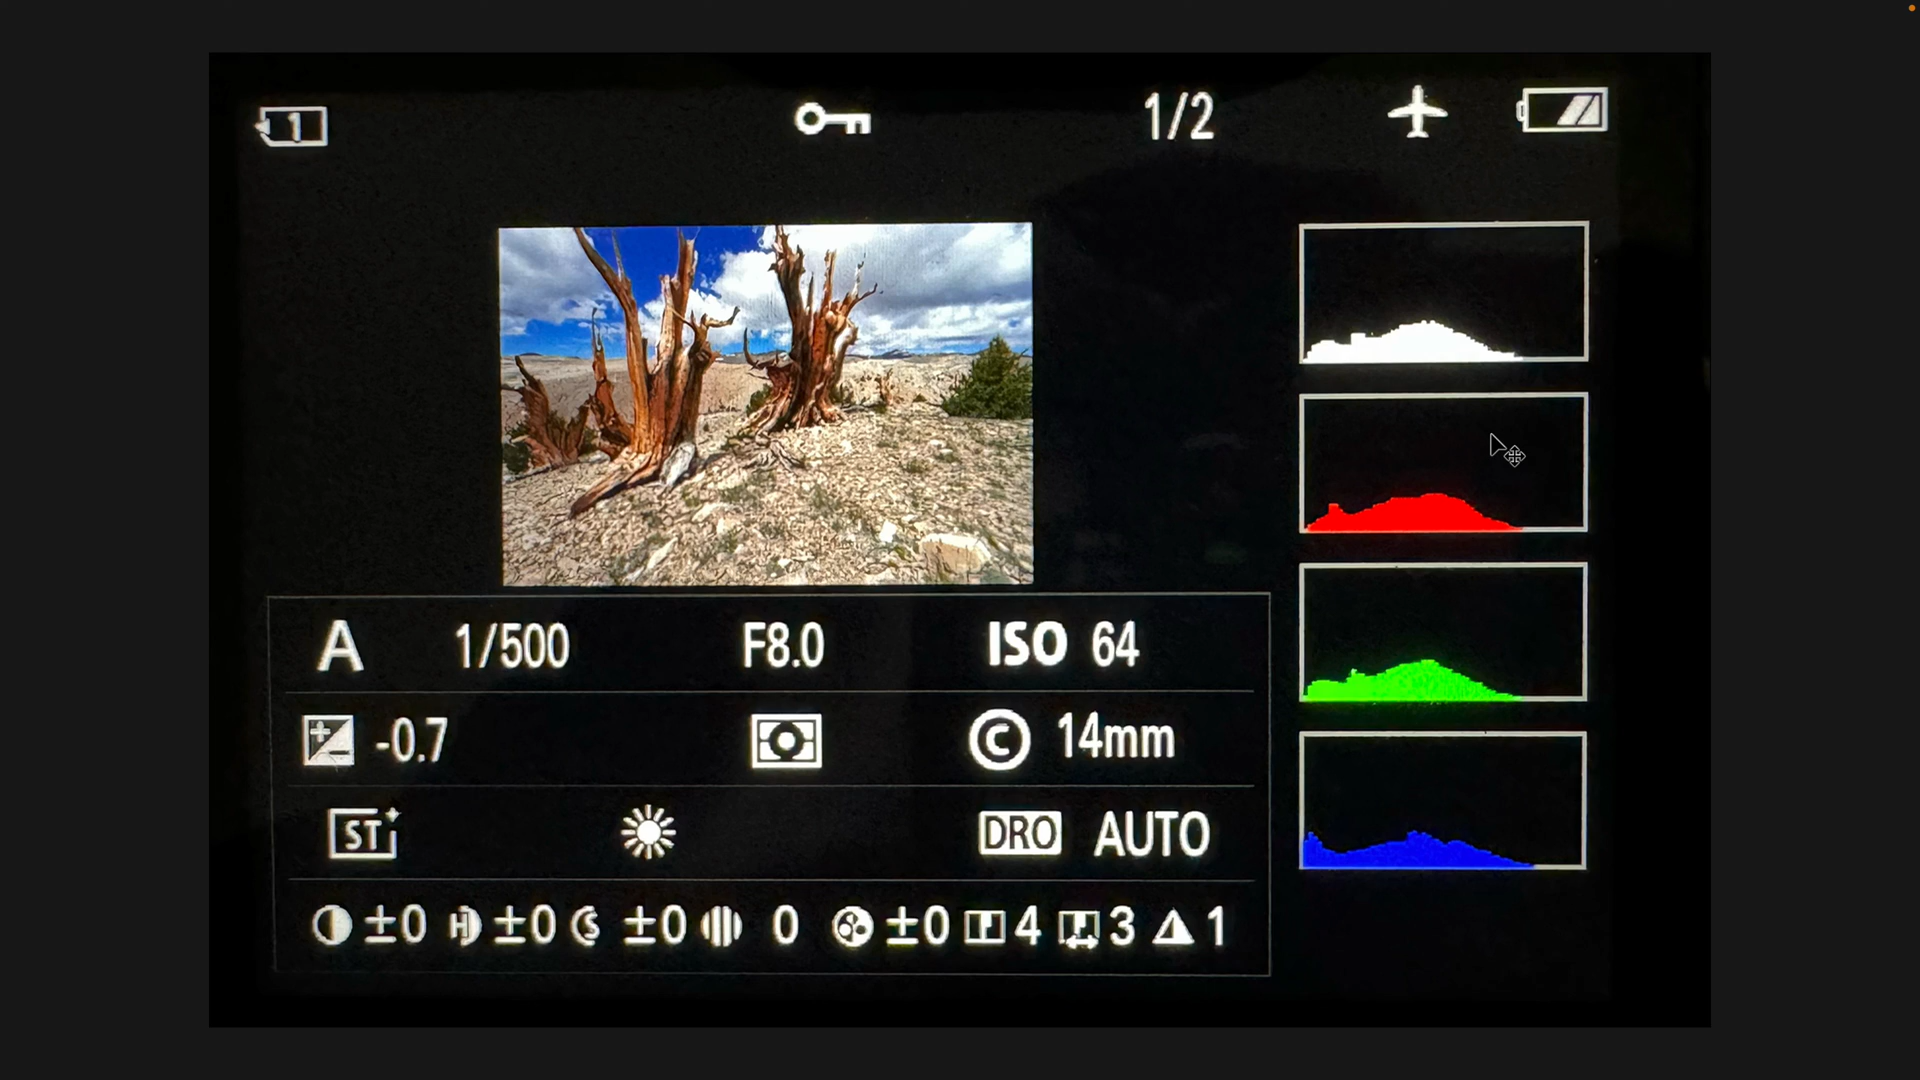 1 1/2
A 1/500 F8.0 ISO 64
-0.7 C 14mm
ST DRO AUTO
±0 H ±0 S ±0 0 ±0 4 3 1